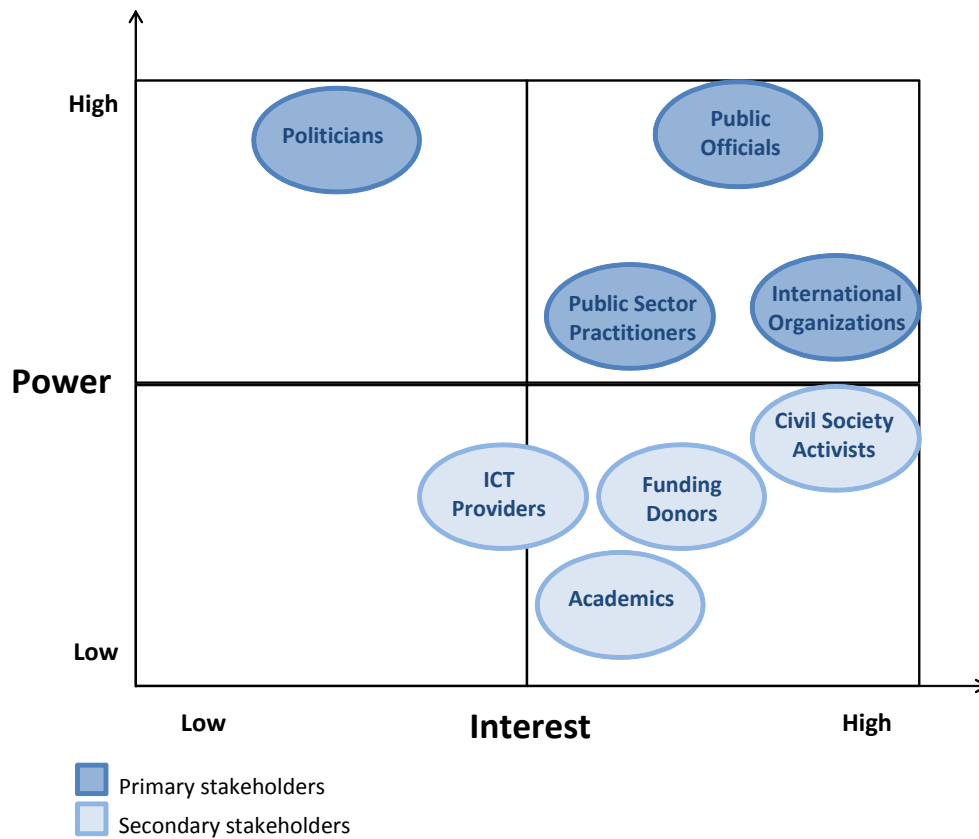 High
Politicians
Public
Officials
Public Sector
Practitioners
International
Organizations
Power
Civil Society
Activists
ICT
Providers
Funding
Donors
Academics
Low
Low
Interest
High
Primary stakeholders
Secondary stakeholders